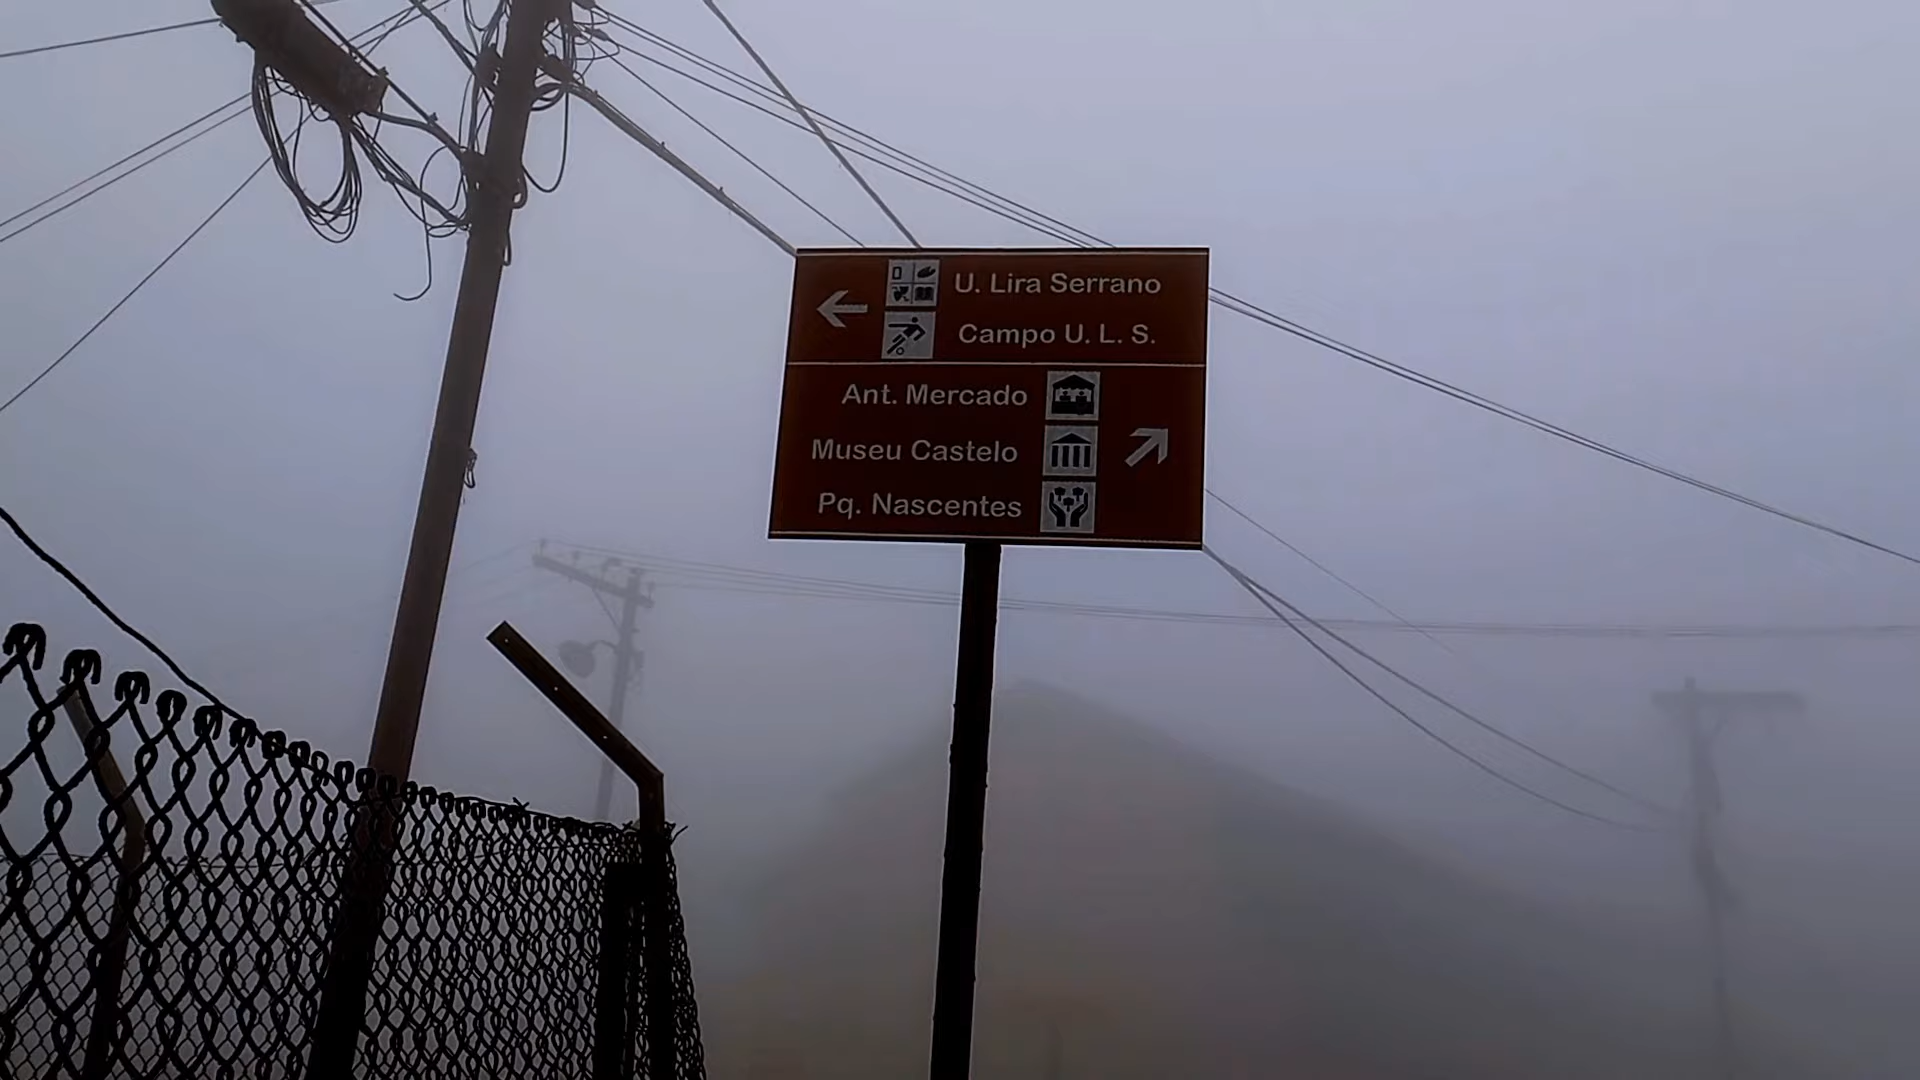 U. Lira Serrano
Campo U. L. S.
Ant. Mercado
Museu Castelo
Pq. Nascentes